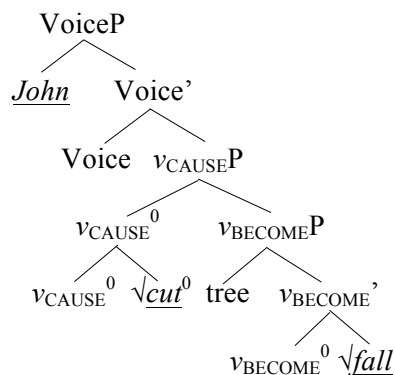 VoiceP
John Voice’
Voice vCAUSEP
vCAUSE⁰ vBECOMEP
vCAUSE⁰ √cut⁰ tree vBECOME’
vBECOME⁰ √fall